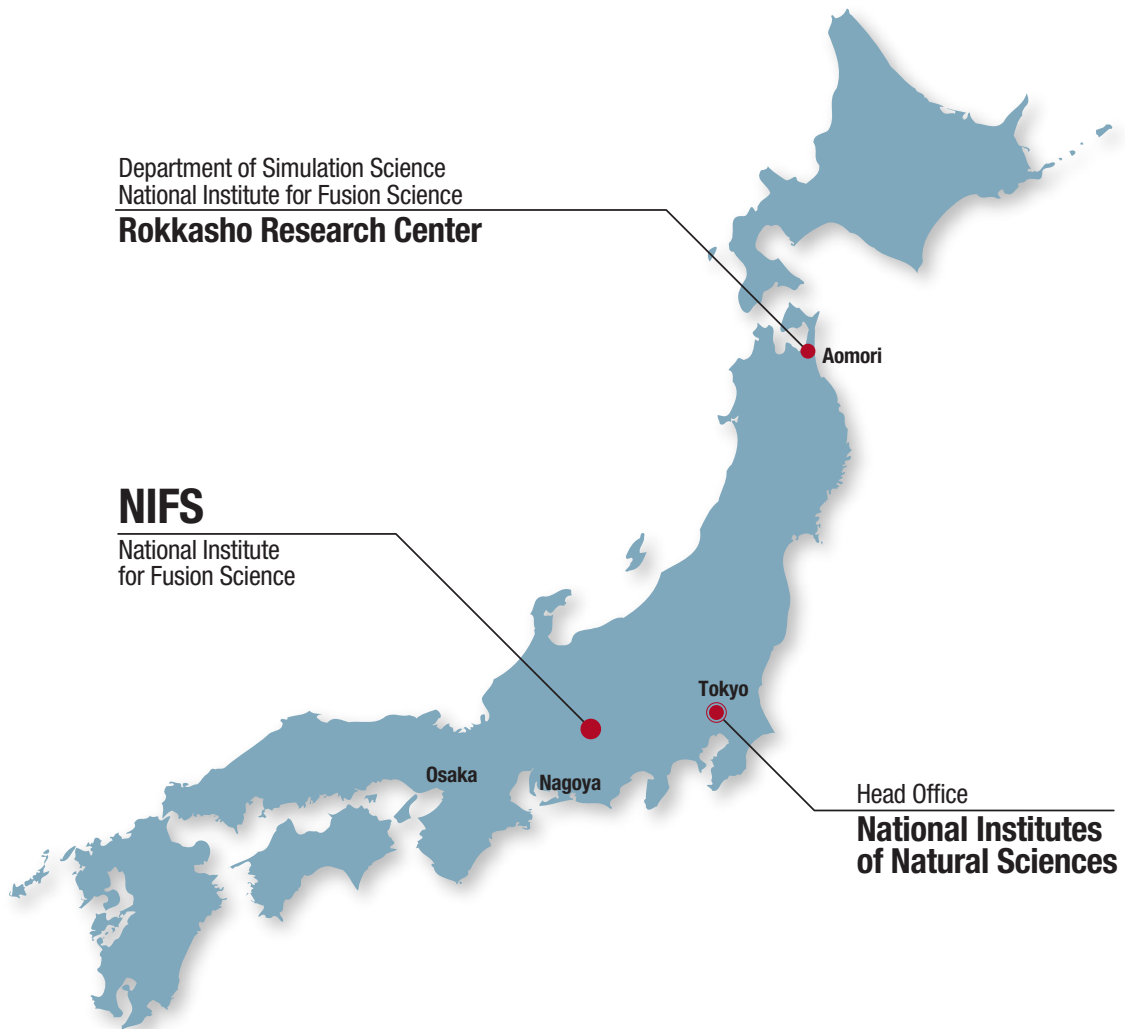 Department of Simulation Science
National Institute for Fusion Science
Rokkasho Research Center
Aomori
NIFS
National Institute
for Fusion Science
Tokyo
Osaka
Nagoya
Head Office
National Institutes
of Natural Sciences